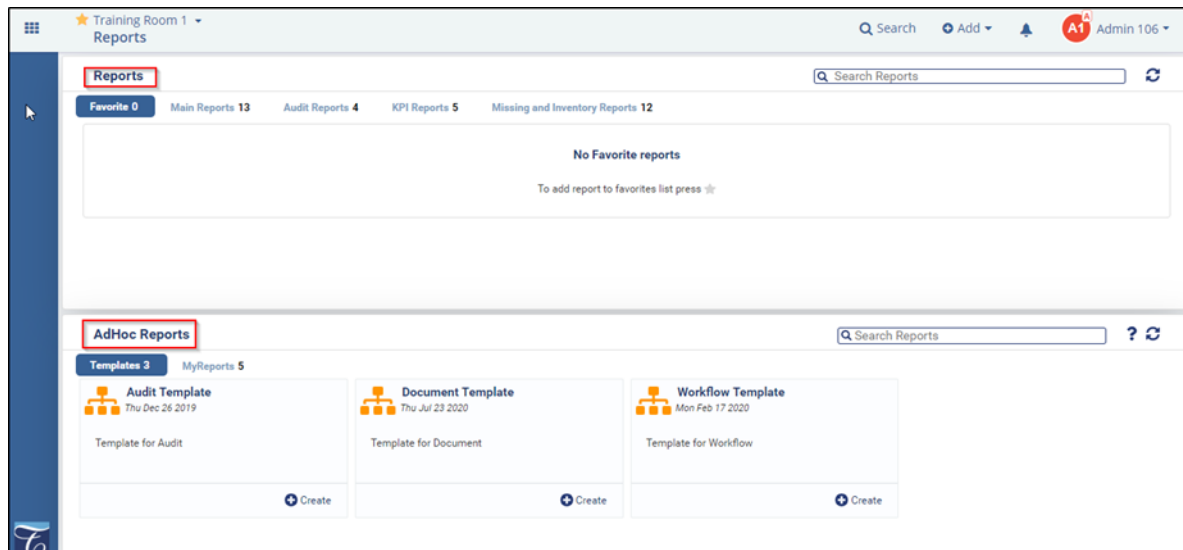 Training Room 1
Reports
Search Add A1 A Admin 106
Reports
Search Reports
Favorite 0 Main Reports 13 Audit Reports 4 KPI Reports 5 Missing and Inventory Reports 12
No Favorite reports
To add report to favorites list press
AdHoc Reports
Search Reports
?
Templates 3 MyReports 5
Audit Template
Thu Dec 26 2019
Template for Audit
Create
Document Template
Thu Jul 23 2020
Template for Document
Create
Workflow Template
Mon Feb 17 2020
Template for Workflow
Create